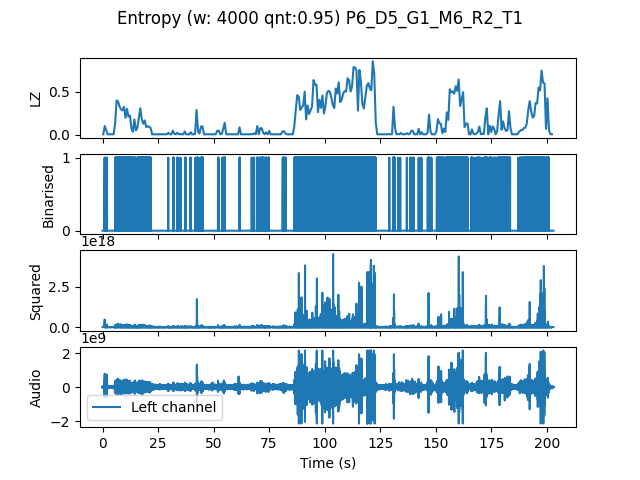 Entropy (w: 4000 qnt:0.95) P6_D5_G1_M6_R2_T1
LZ
0.5
0.0
Binarised
1
0
1e18
Squared
2.5
0.0
1e9
Audio
2
0
−2
Left channel
0 25 50 75 100 125 150 175 200
Time (s)